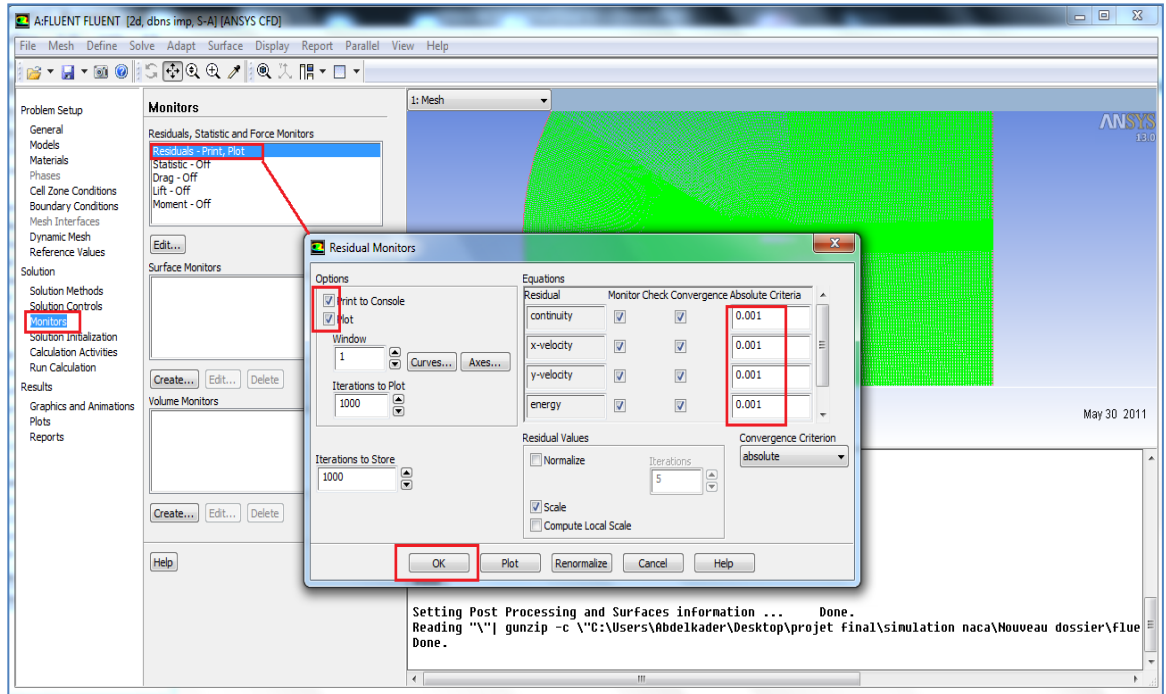 A:FLUENT FLUENT [2d, dbns imp, S-A] [ANSYS CFD]
File Mesh Define Solve Adapt Surface Display Report Parallel View Help
Problem Setup
General
Models
Materials
Phases
Cell Zone Conditions
Boundary Conditions
Mesh Interfaces
Dynamic Mesh
Reference Values
Solution
Solution Methods
Solution Controls
Monitors
Solution Initialization
Calculation Activities
Run Calculation
Results
Graphics and Animations
Plots
Reports
Monitors
Residuals, Statistic and Force Monitors
Residuals - Print, Plot
Statistic - Off
Drag - Off
Lift - Off
Moment - Off
Edit...
Surface Monitors
Create... Edit... Delete
Volume Monitors
Create... Edit... Delete
Help
1: Mesh
ANSYS
13.0
May 30 2011
Residual Monitors
Options
Print to Console
Plot
Window
1
Curves... Axes...
Iterations to Plot
1000
Iterations to Store
1000
Equations
Residual Monitor Check Convergence Absolute Criteria
continuity 0.001
x-velocity 0.001
y-velocity 0.001
energy 0.001
Residual Values
Normalize
Iterations
5
Scale
Compute Local Scale
Convergence Criterion
absolute
OK Plot Renormalize Cancel Help
Setting Post Processing and Surfaces information ... Done.
Reading "\"| gunzip -c \"C:\Users\Abdelkader\Desktop\projet final\simulation naca\Nouveau dossier\flue
Done.